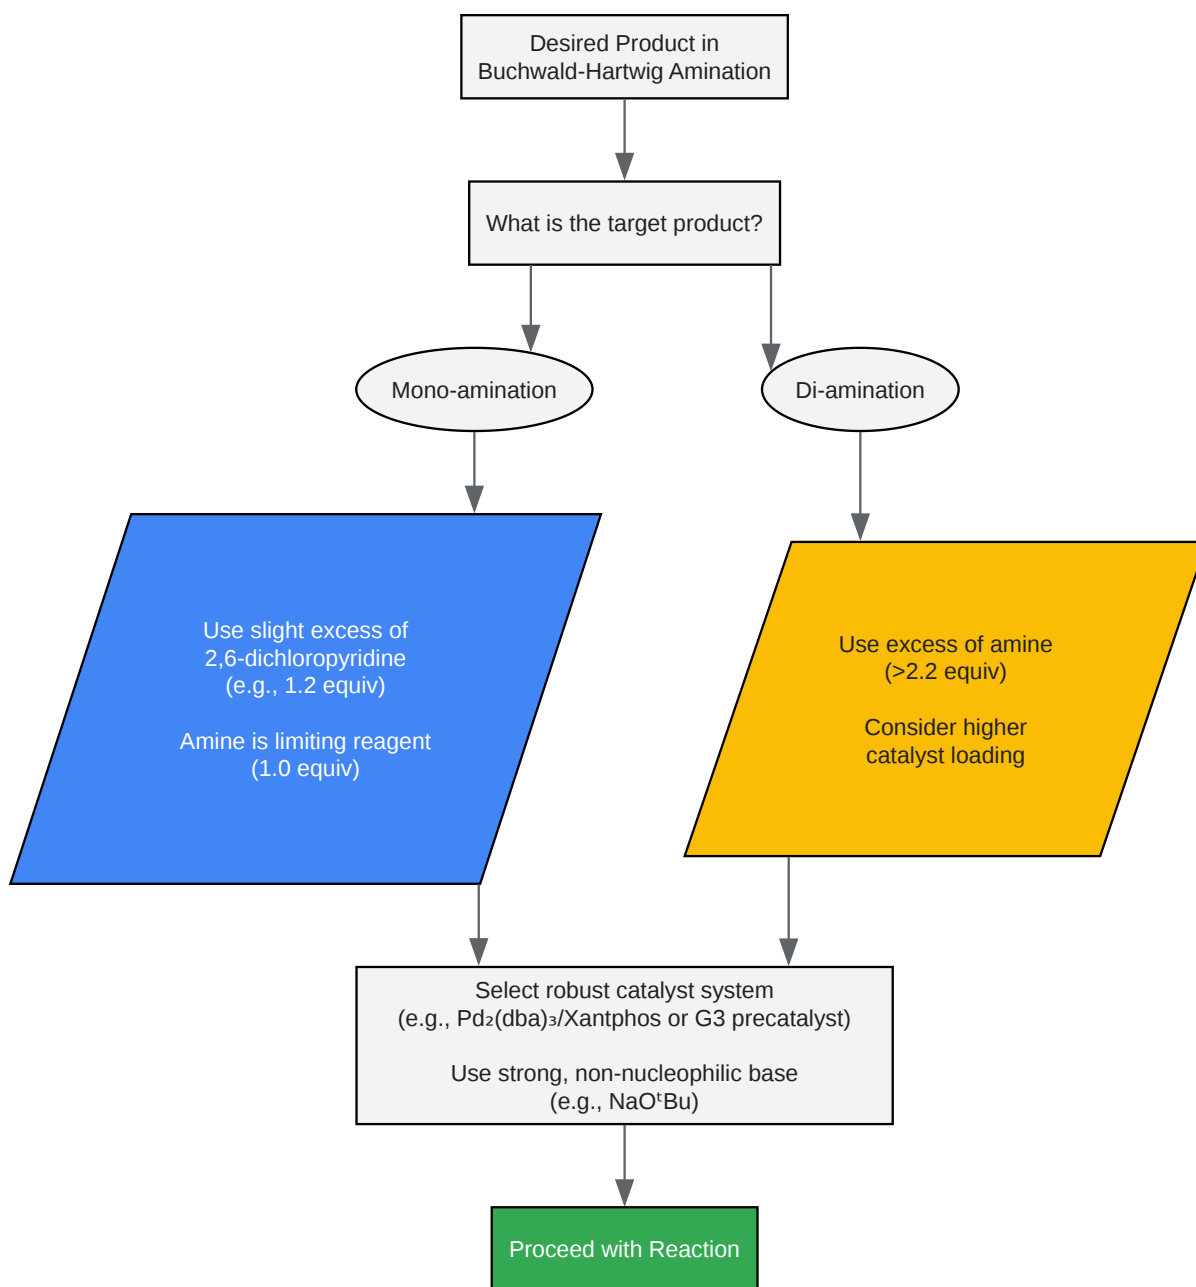 Desired Product in
Buchwald-Hartwig Amination
What is the target product?
Mono-amination
Di-amination
Use slight excess of
2,6-dichloropyridine
(e.g., 1.2 equiv)
Amine is limiting reagent
(1.0 equiv)
Use excess of amine
(>2.2 equiv)
Consider higher
catalyst loading
Select robust catalyst system
(e.g., Pd₂(dba)₃/Xantphos or G3 precatalyst)
Use strong, non-nucleophilic base
(e.g., NaOᵗBu)
Proceed with Reaction